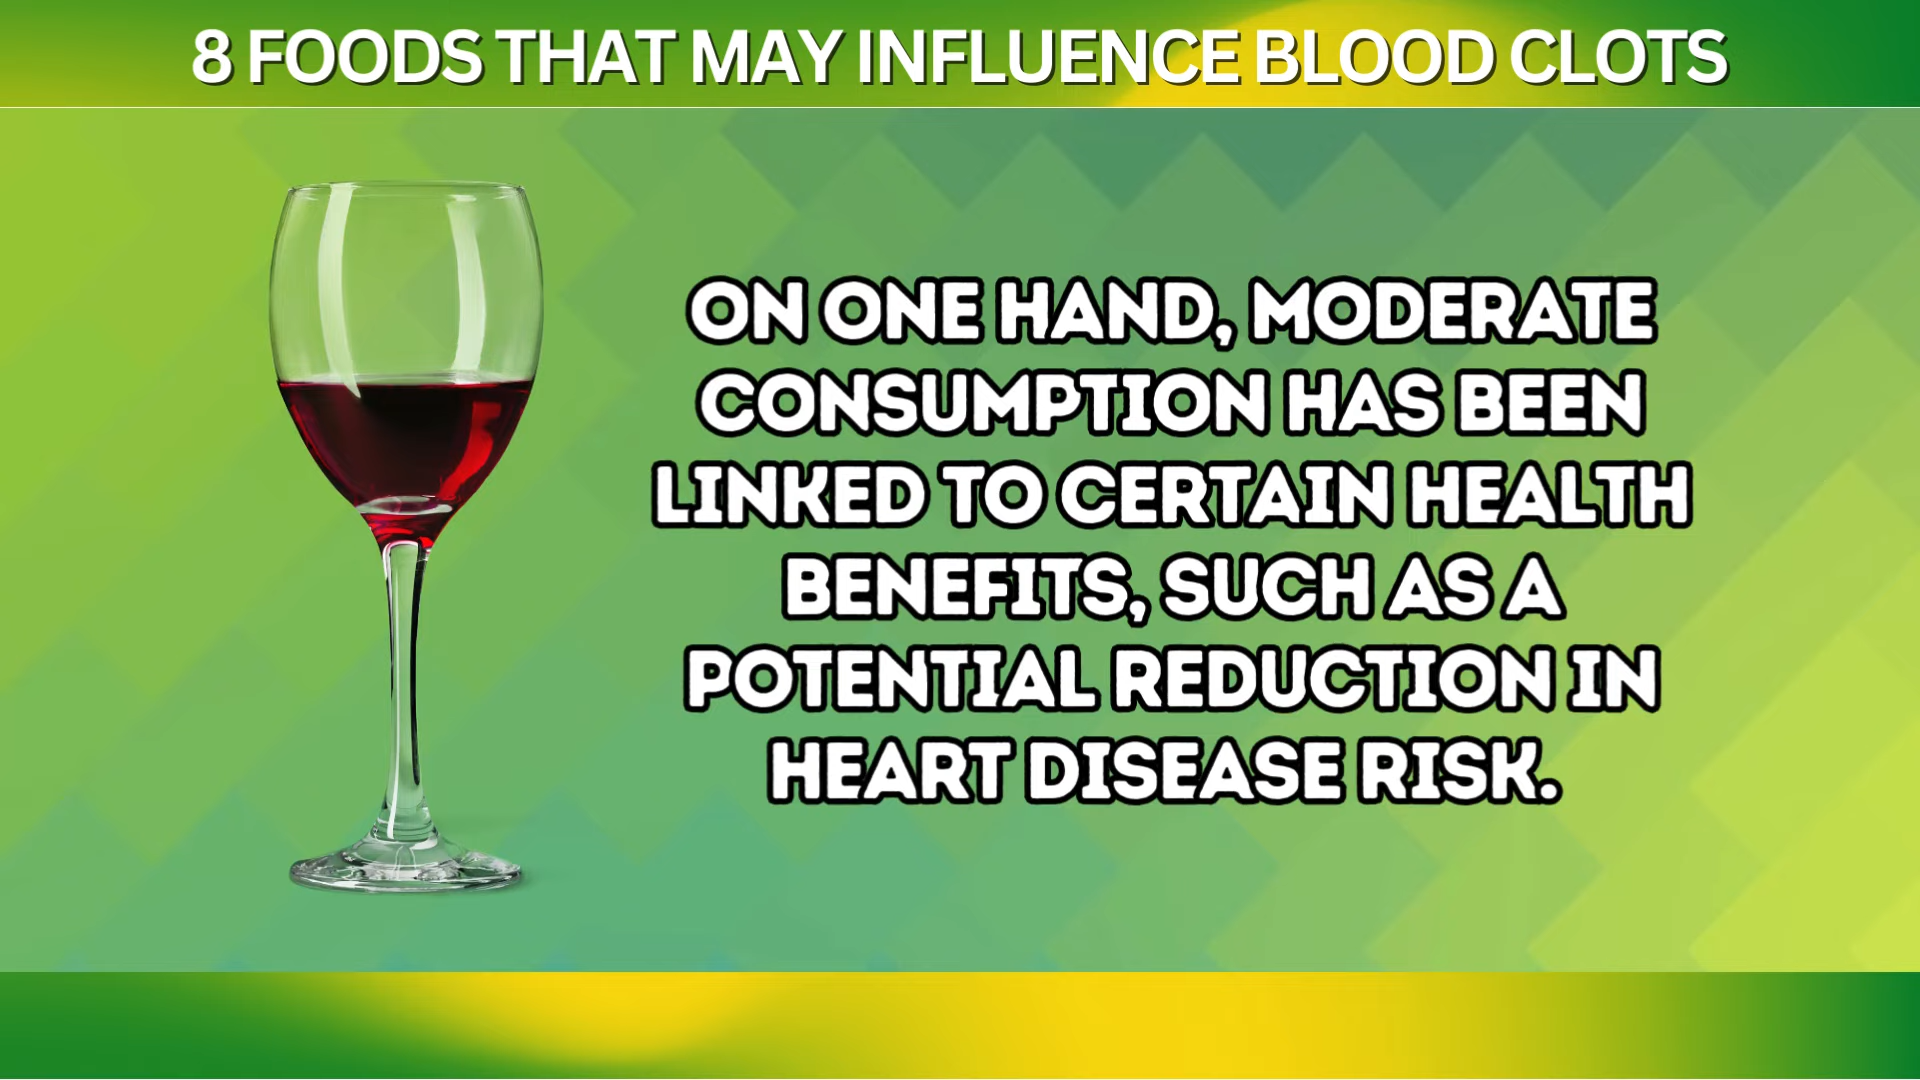 8 FOODS THAT MAY INFLUENCE BLOOD CLOTS
ON ONE HAND, MODERATE
CONSUMPTION HAS BEEN
LINKED TO CERTAIN HEALTH
BENEFITS, SUCH AS A
POTENTIAL REDUCTION IN
HEART DISEASE RISK.